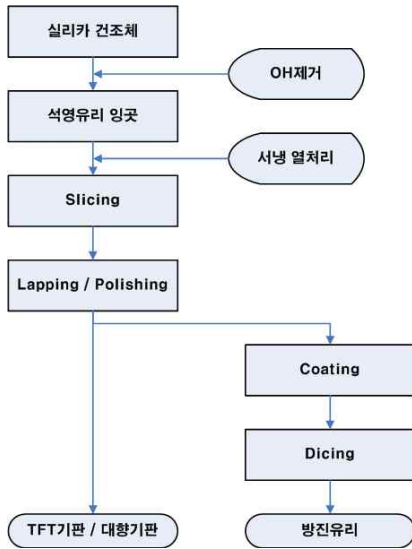 실리카 건조체
OH제거
석영유리 잉곳
서냉 열처리
Slicing
Lapping / Polishing
Coating
Dicing
TFT기판 / 대향기판
방진유리